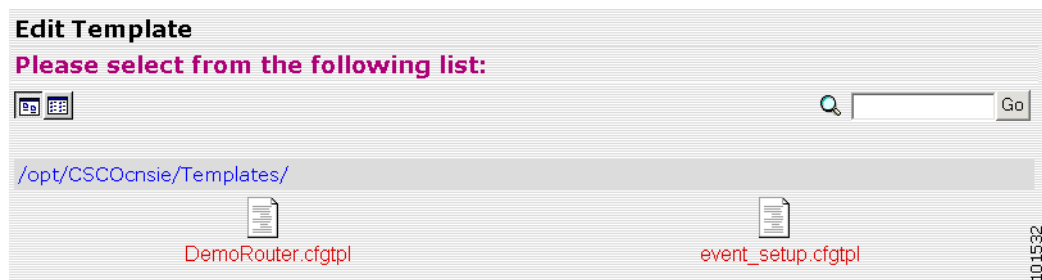 Edit Template
Please select from the following list:
Go
/opt/CSCOcnsie/Templates/
DemoRouter.cfgtpl event_setup.cfgtpl
101532